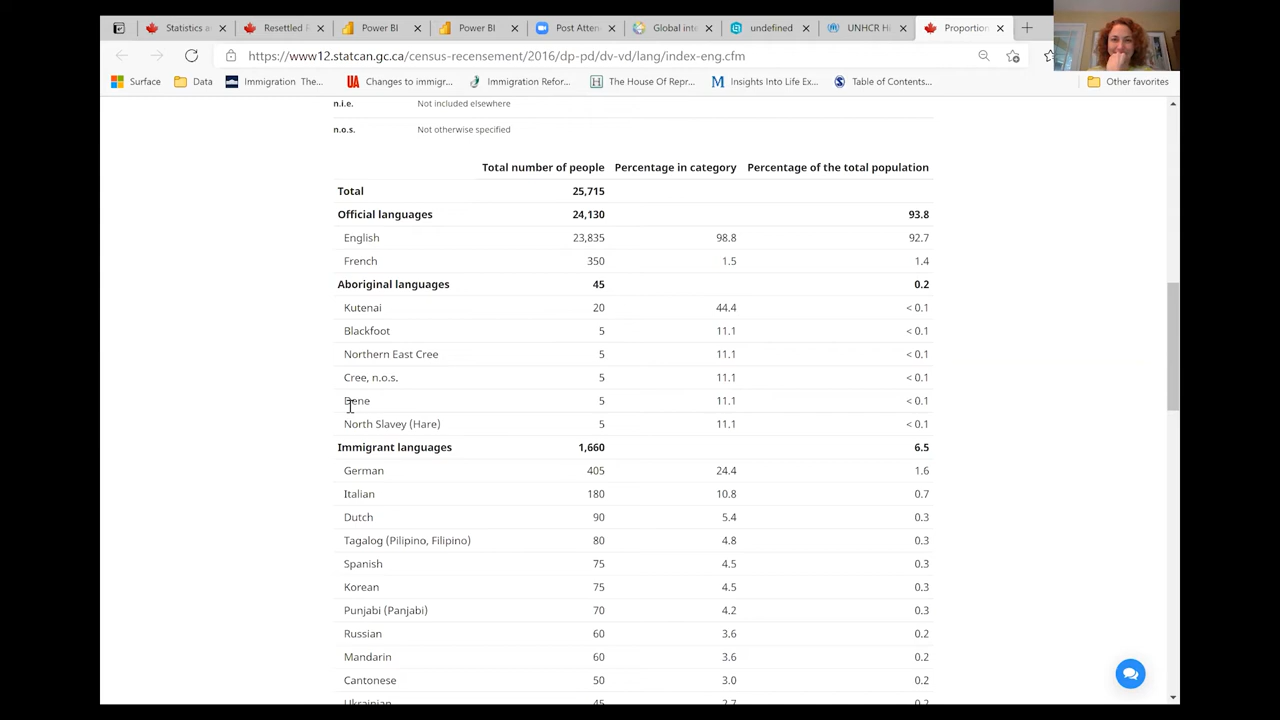 Statistics a
Resettled R
Power BI
Power BI
Post Atten
Global inte
undefined
UNHCR Hi
Proportion
https://www12.statcan.gc.ca/census-recensement/2016/dp-pd/dv-vd/lang/index-eng.cfm
Surface
Data
Immigration The...
UA Changes to immigr...
Immigration Refor...
H The House Of Repr...
M Insights Into Life Ex...
Table of Contents...
Other favorites
n.i.e. Not included elsewhere
n.o.s. Not otherwise specified
Total number of people Percentage in category Percentage of the total population
Total 25,715
Official languages 24,130 93.8
English 23,835 98.8 92.7
French 350 1.5 1.4
Aboriginal languages 45 0.2
Kutenai 20 44.4 < 0.1
Blackfoot 5 11.1 < 0.1
Northern East Cree 5 11.1 < 0.1
Cree, n.o.s. 5 11.1 < 0.1
Dene 5 11.1 < 0.1
North Slavey (Hare) 5 11.1 < 0.1
Immigrant languages 1,660 6.5
German 405 24.4 1.6
Italian 180 10.8 0.7
Dutch 90 5.4 0.3
Tagalog (Pilipino, Filipino) 80 4.8 0.3
Spanish 75 4.5 0.3
Korean 75 4.5 0.3
Punjabi (Panjabi) 70 4.2 0.3
Russian 60 3.6 0.2
Mandarin 60 3.6 0.2
Cantonese 50 3.0 0.2
Ukrainian 45 2.7 0.2